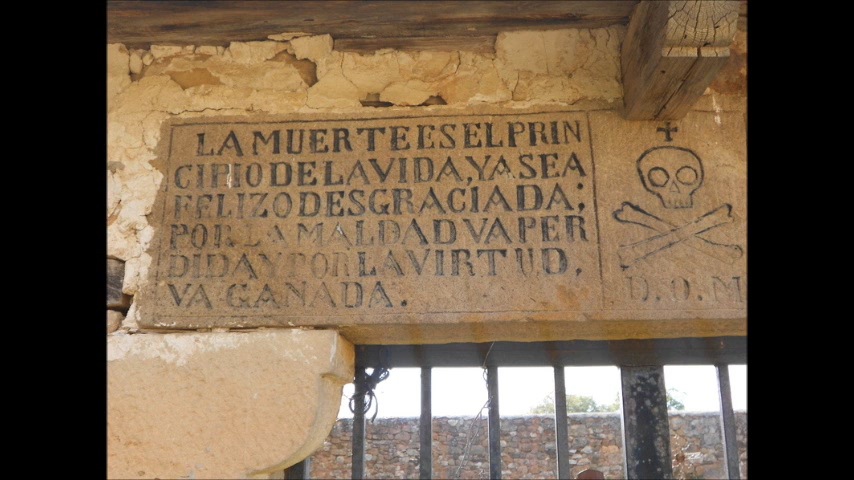 LA MUERTE ES EL PRIN
CIPIO DE LA VIDA, YA SEA
FELIZ O DESGRACIADA;
POR LA MALDAD VA PER
DIDA Y POR LA VIRTUD,
VA GANADA.
D.O.M